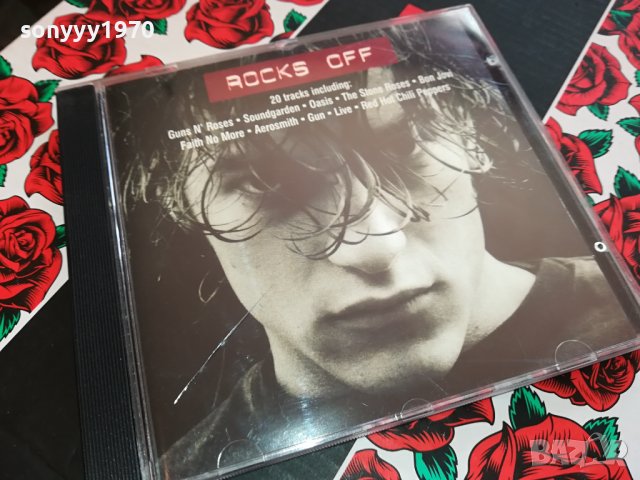 sonyyy1970
ROCKS OFF
20 tracks including:
Guns N' Roses • Soundgarden • Oasis • The Stone Roses • Bon Jovi
Faith No More • Aerosmith • Gun • Live • Red Hot Chili Peppers
BAZAR